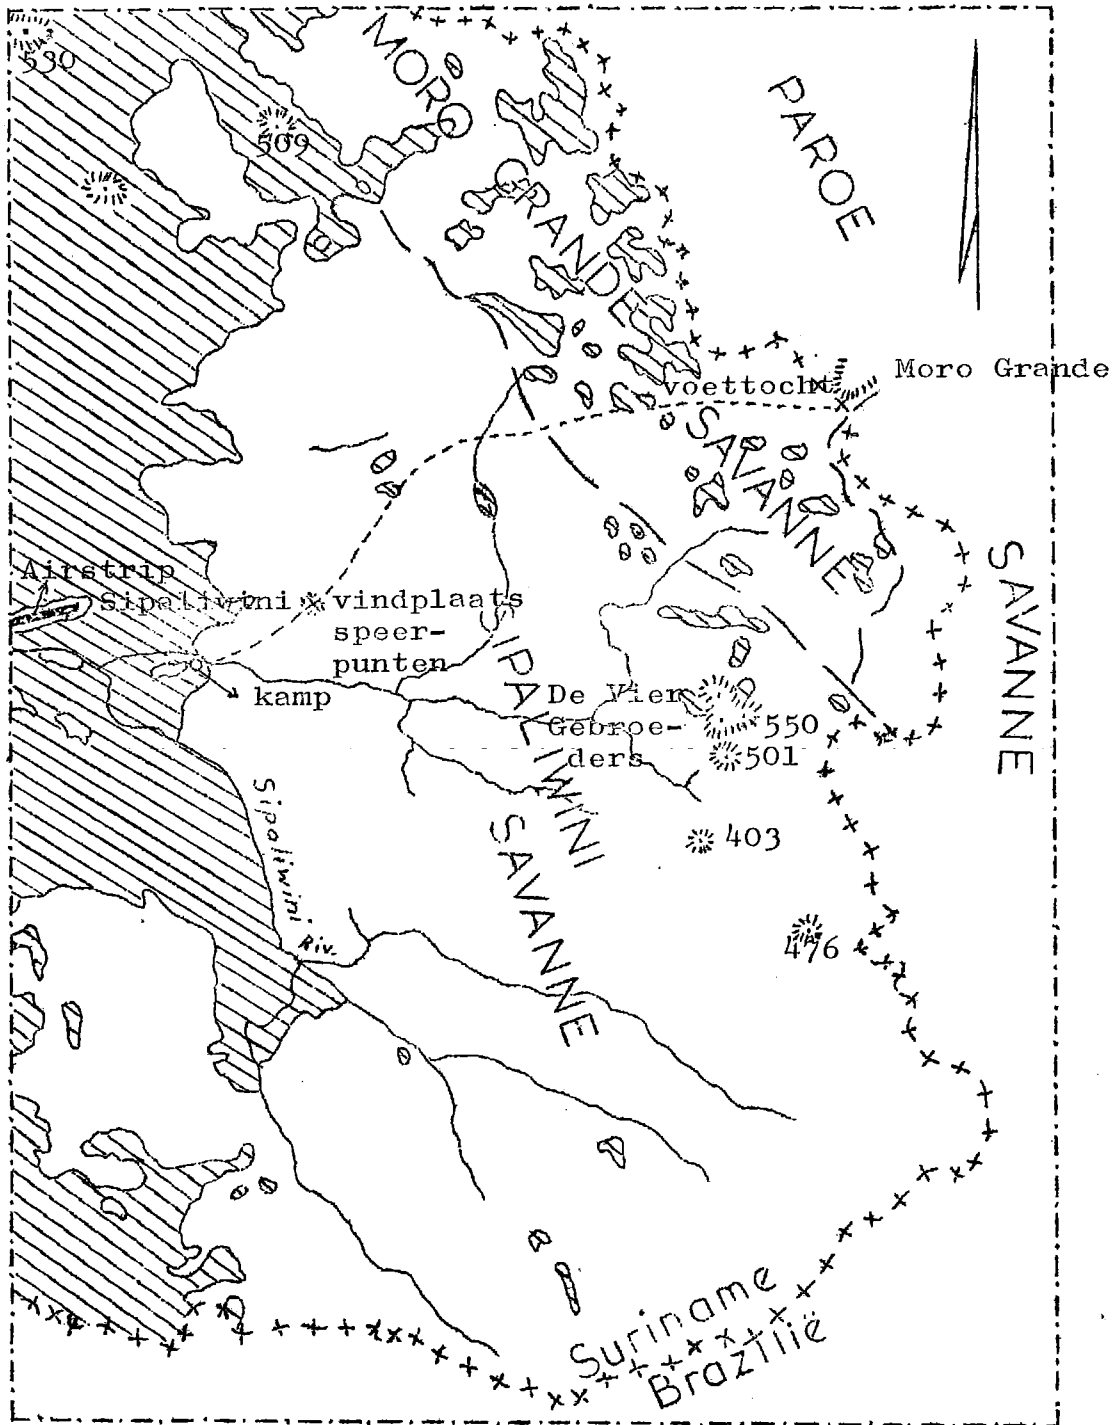 530
MORO
GRANDE
SAVANNE
PAROE
SAVANNE
509
Moro Grande
voettocht
Airstrip
Sipaliwini
vindplaats
speer-
punten
kamp
SIPALIWINI
SAVANNE
De Vier
Gebroe-
ders
550
501
403
476
Sipaliwini
Riv.
Suriname
Brazilië